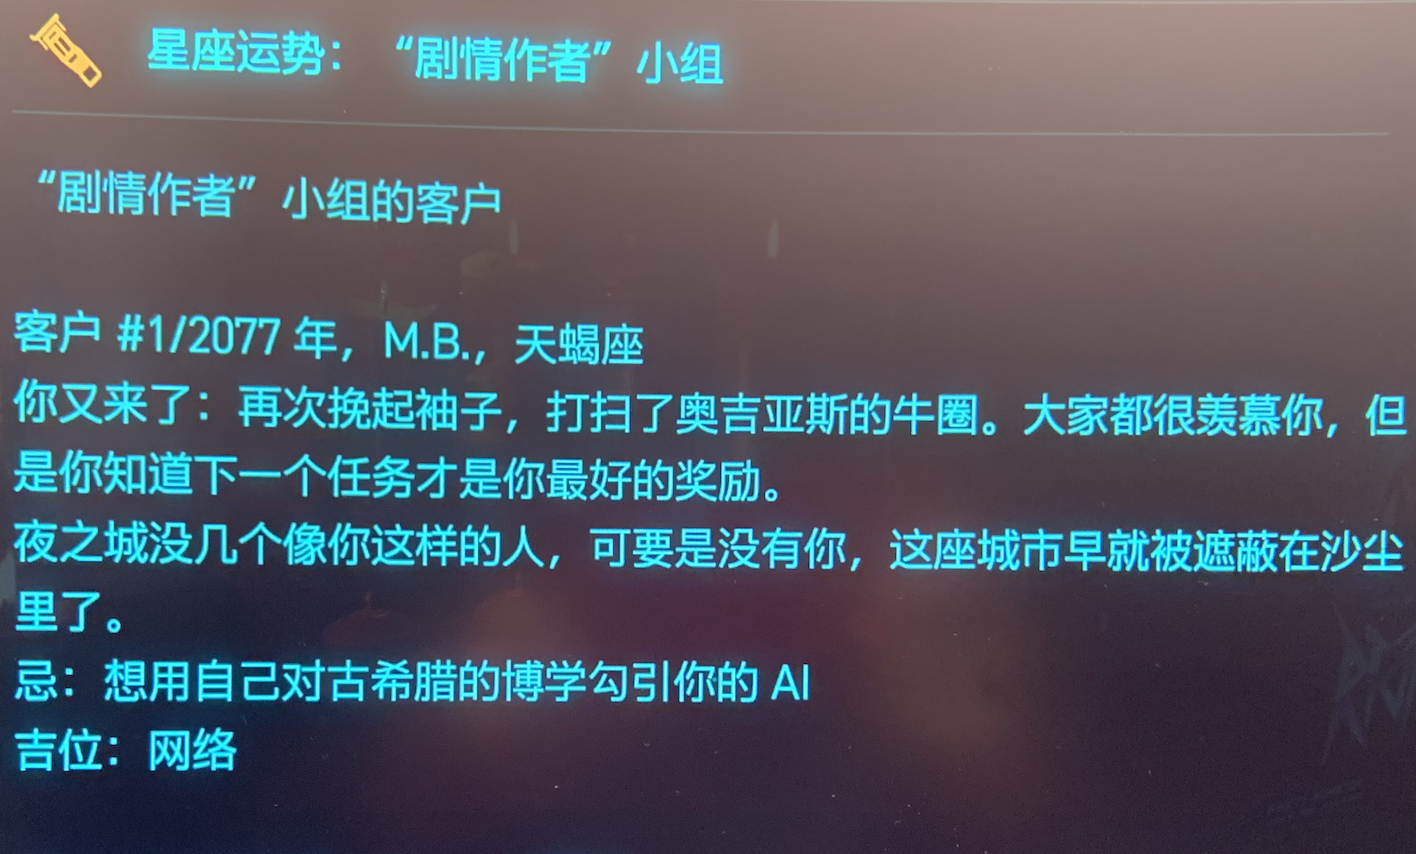 星座运势：“剧情作者”小组
“剧情作者”小组的客户
客户 #1/2077 年，M.B.，天蝎座
你又来了：再次挽起袖子，打扫了奥吉亚斯的牛圈。大家都很羡慕你，但
是你知道下一个任务才是你最好的奖励。
夜之城没几个像你这样的人，可要是没有你，这座城市早就被遮蔽在沙尘
里了。
忌：想用自己对古希腊的博学勾引你的 AI
吉位：网络